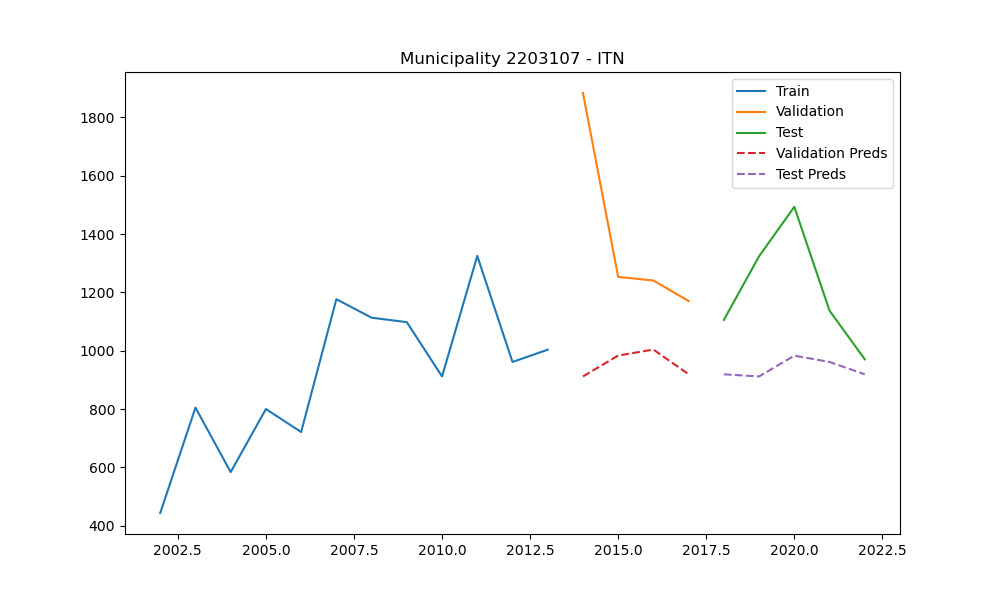 Municipality 2203107 - ITN
Train
Validation
Test
Validation Preds
Test Preds
1800
1600
1400
1200
1000
800
600
400
2002.5 2005.0 2007.5 2010.0 2012.5 2015.0 2017.5 2020.0 2022.5